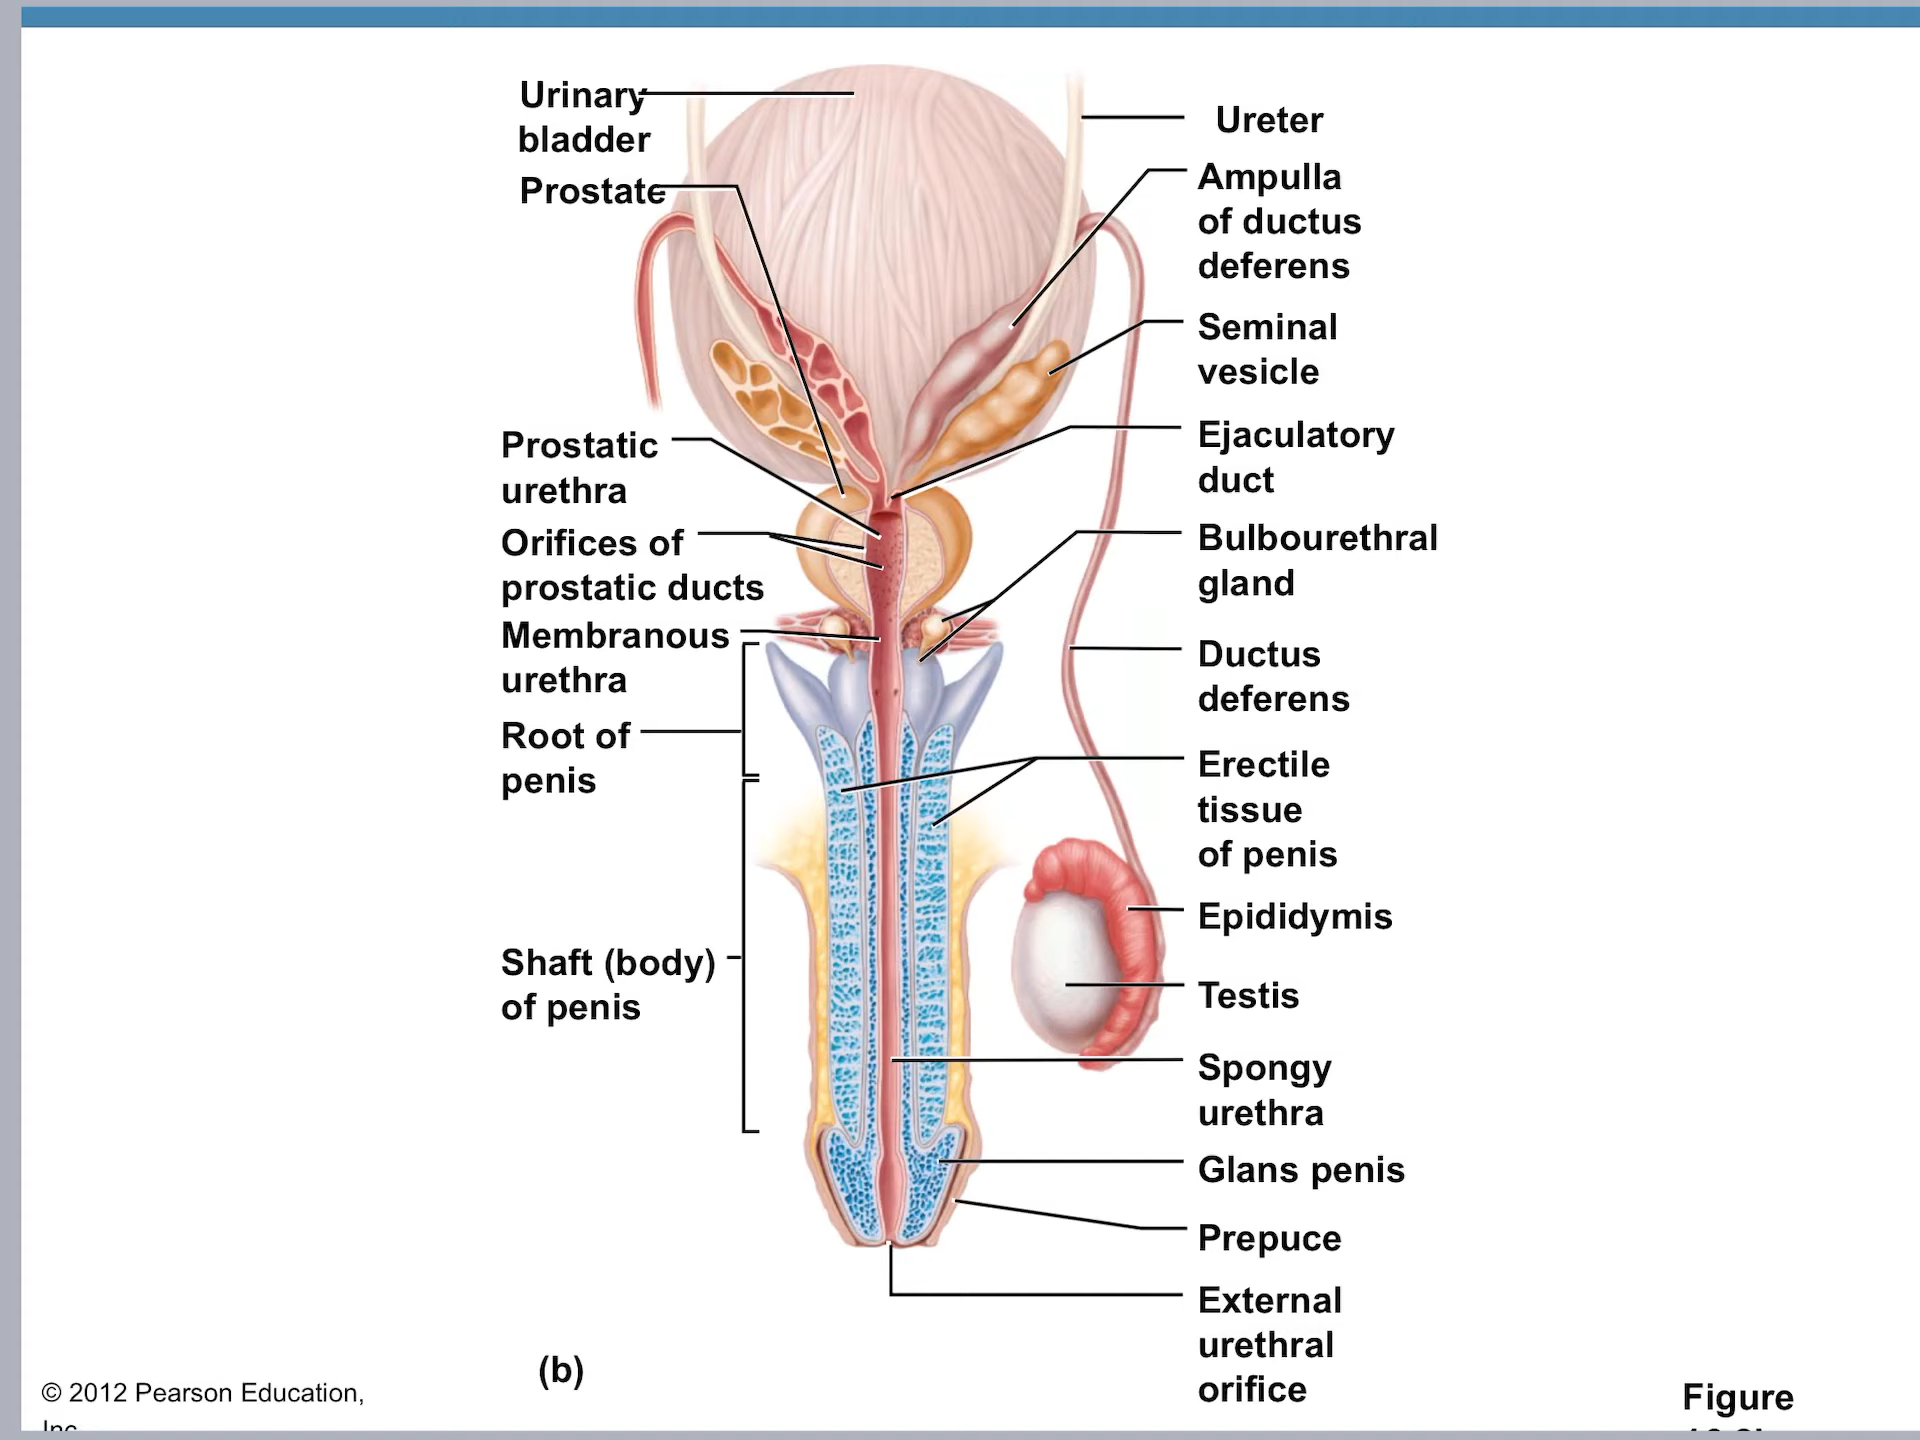 Urinary
bladder
Prostate
Prostatic
urethra
Orifices of
prostatic ducts
Membranous
urethra
Root of
penis
Shaft (body)
of penis
Ureter
Ampulla
of ductus
deferens
Seminal
vesicle
Ejaculatory
duct
Bulbourethral
gland
Ductus
deferens
Erectile
tissue
of penis
Epididymis
Testis
Spongy
urethra
Glans penis
Prepuce
External
urethral
orifice
(b)
© 2012 Pearson Education,
Inc
Figure